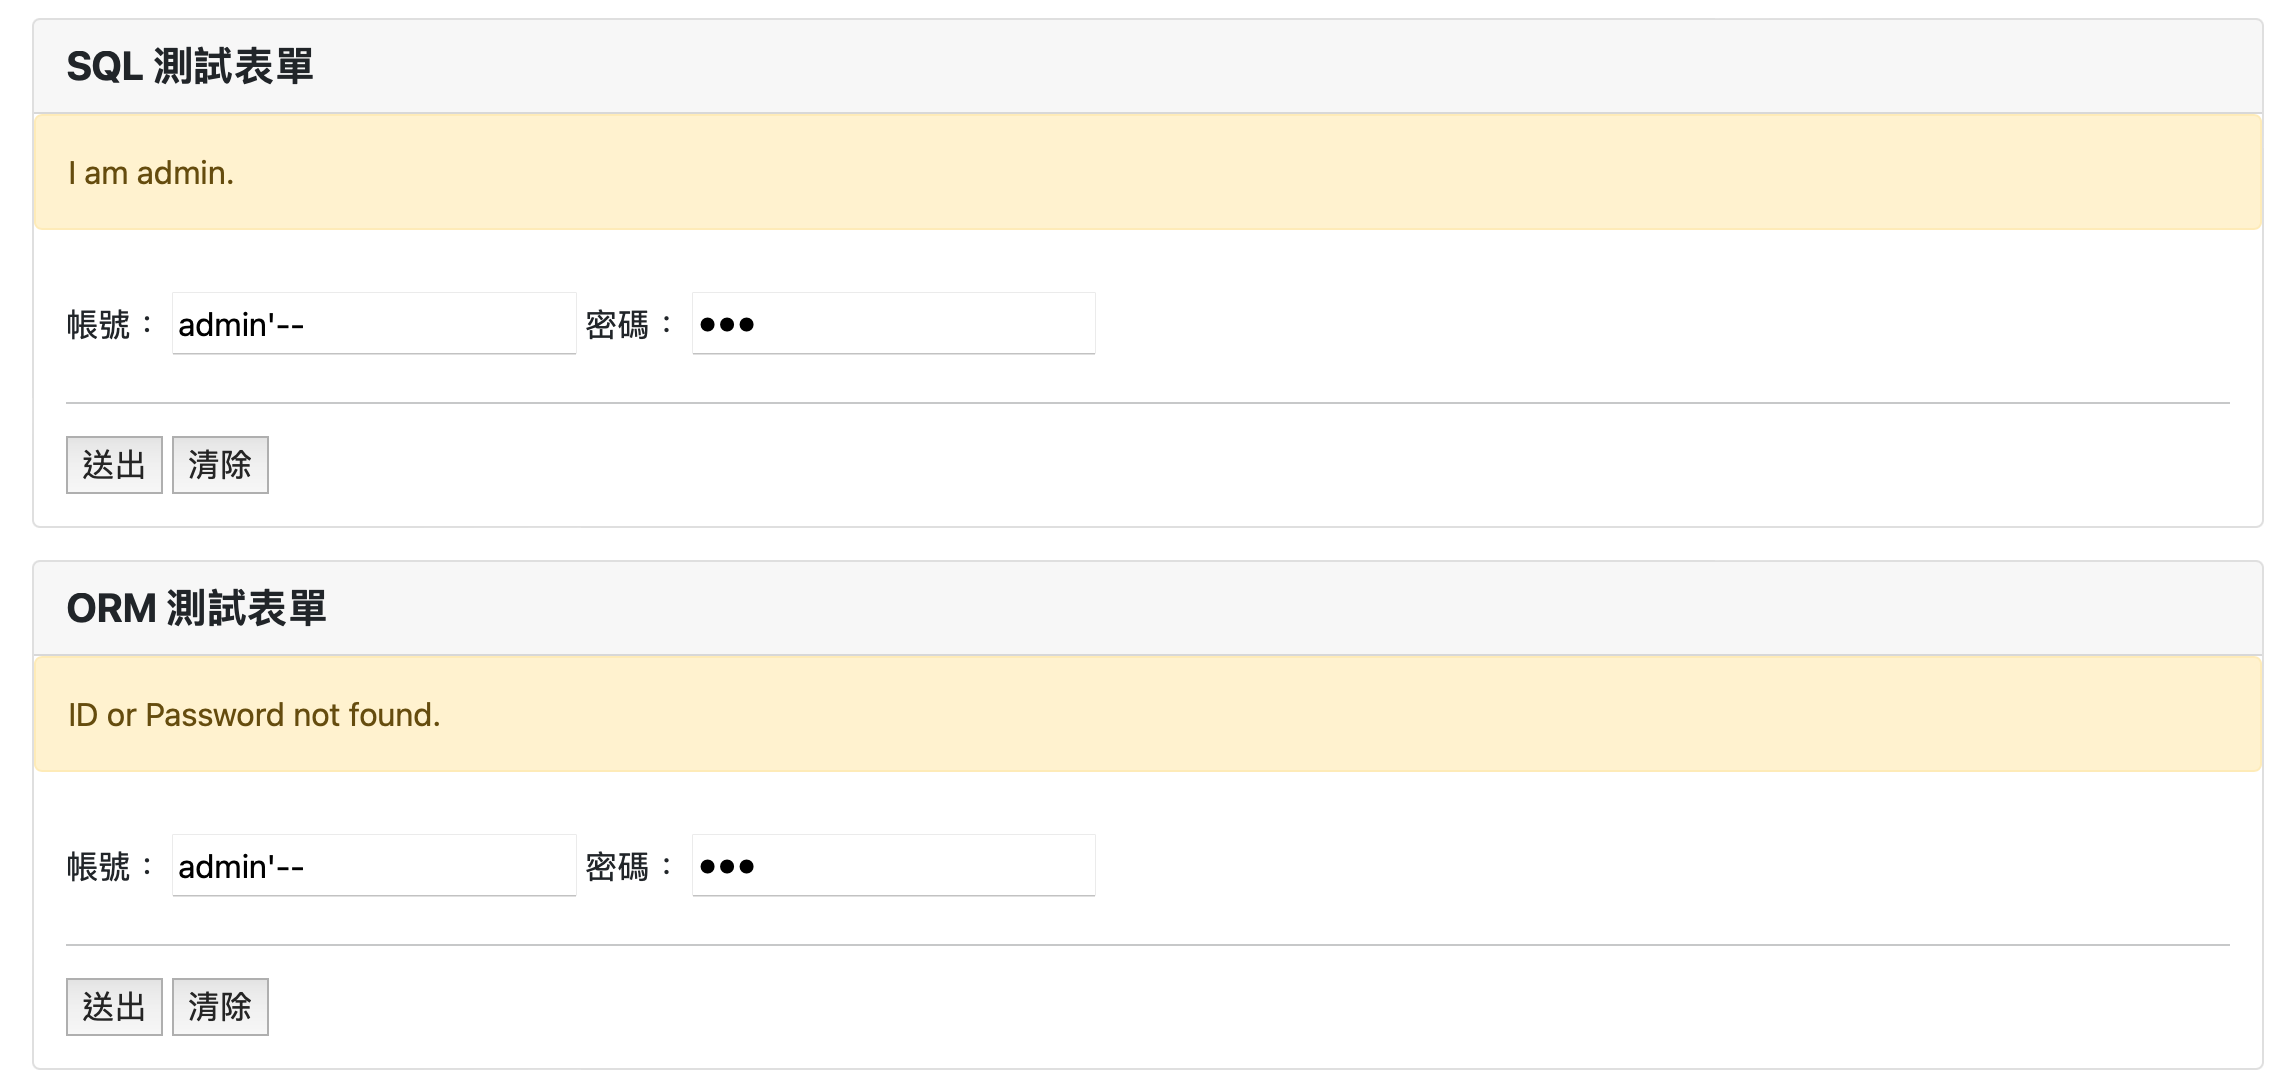 SQL 測試表單
I am admin.
帳號： admin'-- 密碼： •••
送出 清除
ORM 測試表單
ID or Password not found.
帳號： admin'-- 密碼： •••
送出 清除